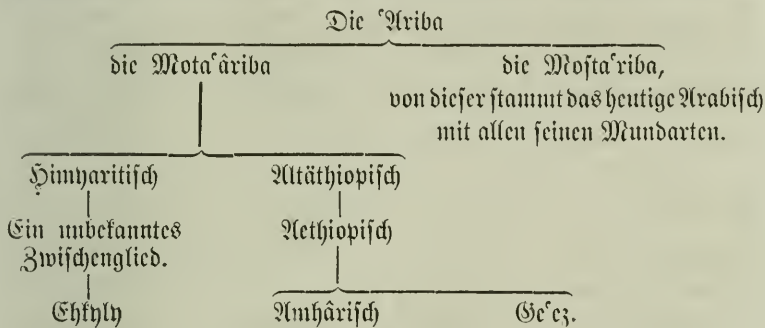 Die ʿAriba
die Motaʿâriba
die Mostaʿriba,
von dieser stammt das heutige Arabisch
mit allen seinen Mundarten.
Ḥimyaritisch
Altäthiopisch
Ein unbekanntes
Zwischenglied.
Aethiopisch
Ehkyly
Amhârisch
Geʿez.